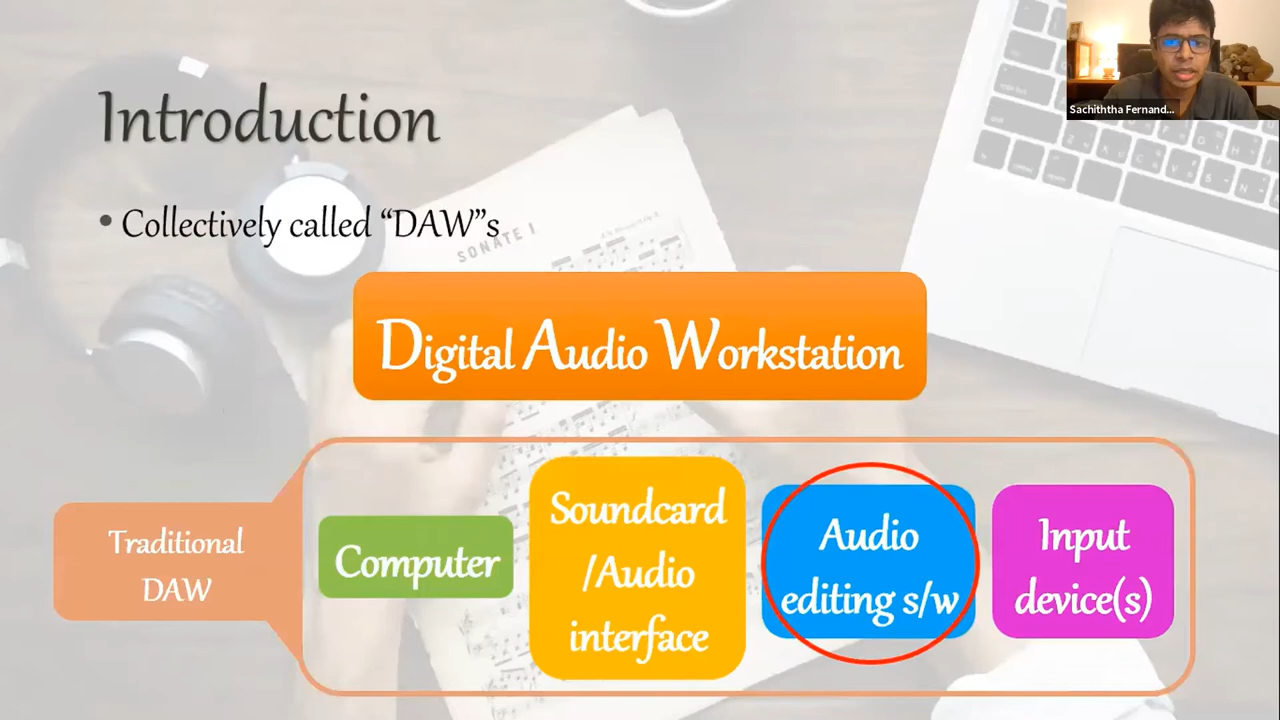 Sachiththa Fernand...
Introduction
• Collectively called “DAW”s
SONATE I
Digital Audio Workstation
Traditional
DAW
Computer
Soundcard
/Audio
interface
Audio
editing s/w
Input
device(s)